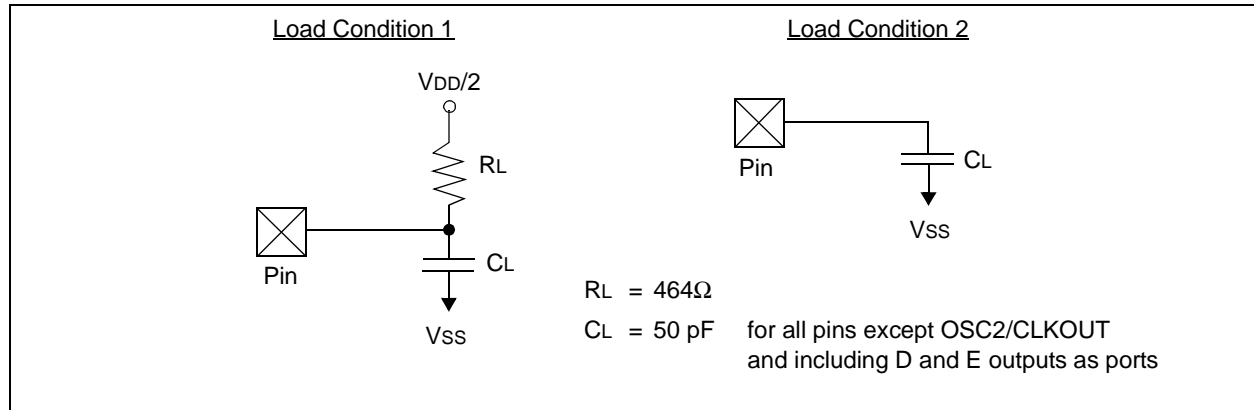 Load Condition 1
VDD/2
RL
Pin
CL
VSS
Load Condition 2
Pin
CL
VSS
RL = 464Ω
CL = 50 pF for all pins except OSC2/CLKOUT
and including D and E outputs as ports